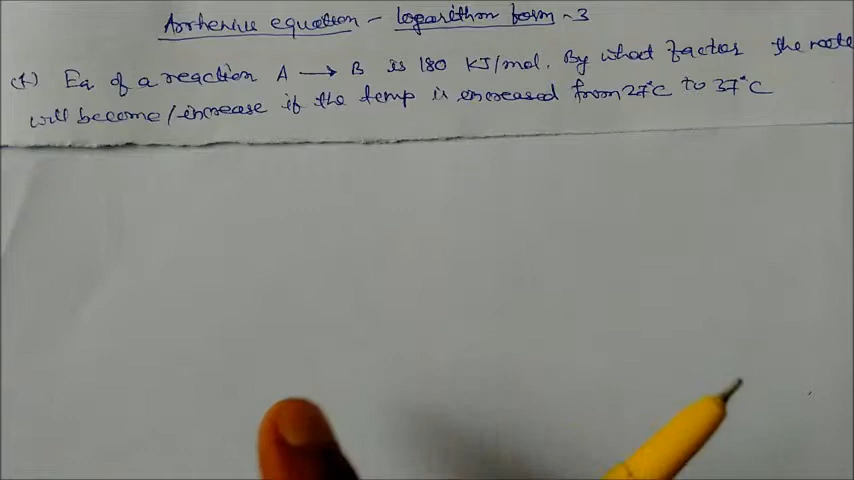 Arrhenius equation - logarithm form - 3
(1) Ea of a reaction A → B is 180 KJ/mol. By what factor the rate
will become/increase if the temp is increased from 27°C to 37°C